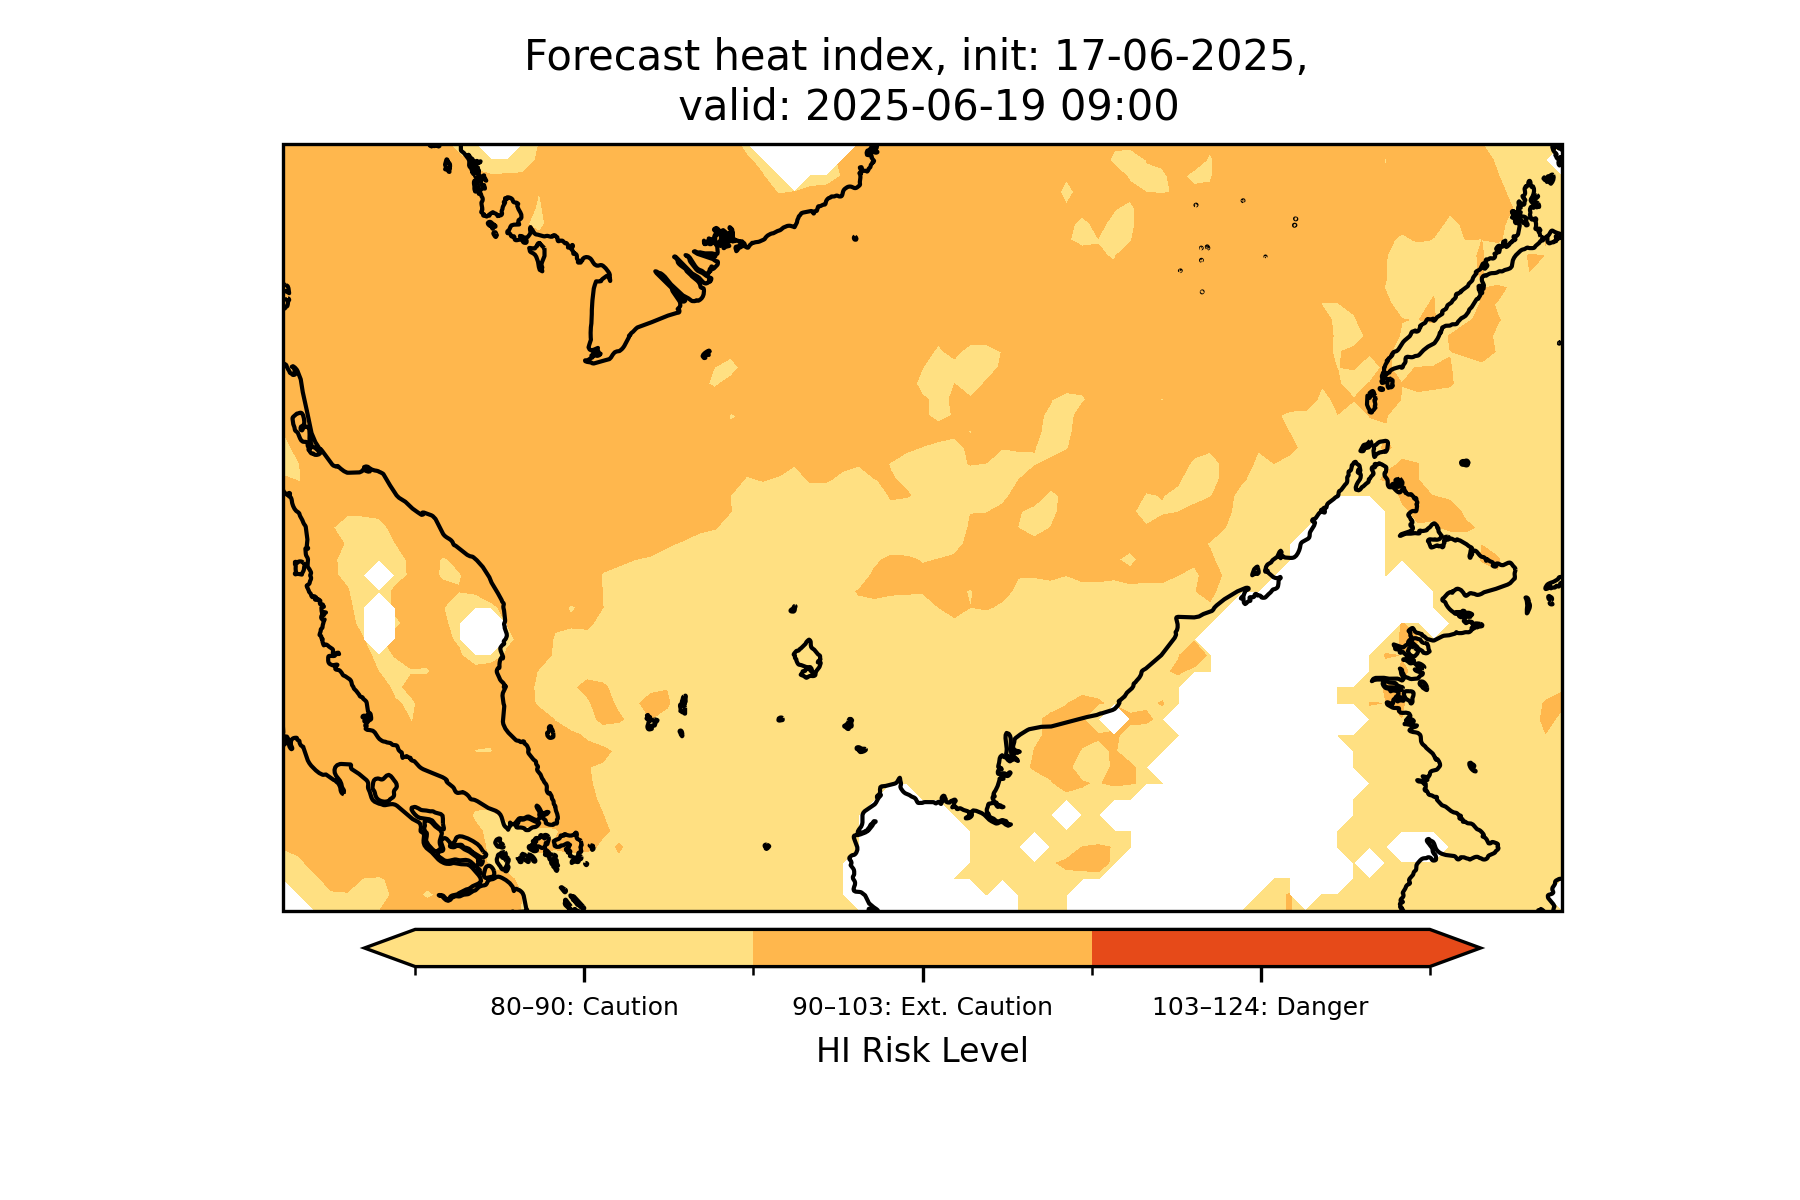 Forecast heat index, init: 17-06-2025,
valid: 2025-06-19 09:00
80–90: Caution
90–103: Ext. Caution
103–124: Danger
HI Risk Level